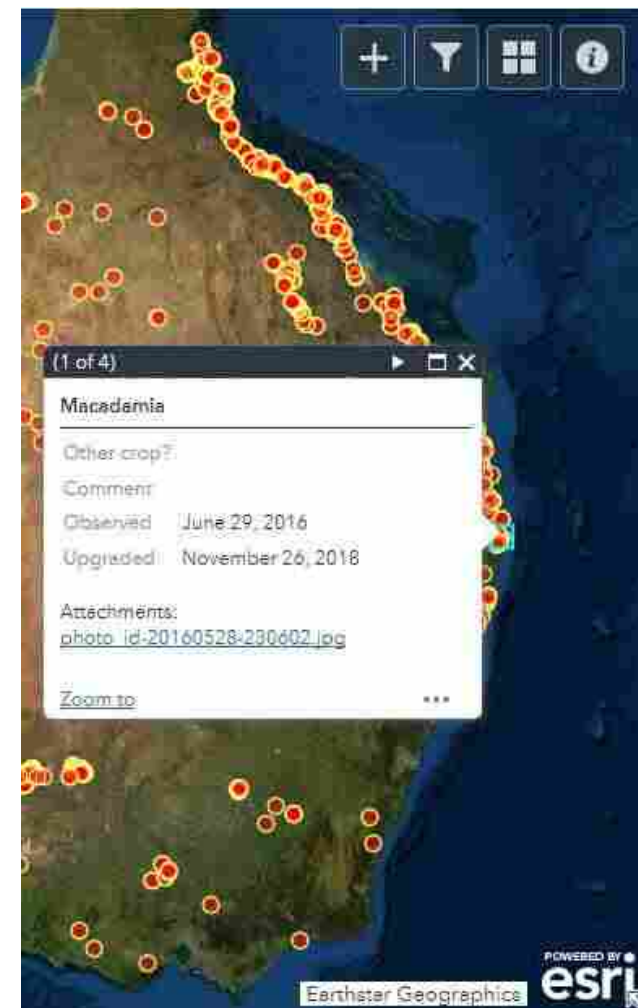 (1 of 4)
Macadamia
Other crop?
Comment
Observed June 29, 2016
Upgraded November 26, 2018
Attachments:
photo_id-20160528-230602.jpg
Zoom to
POWERED BY
esri
Earthstar Geographics